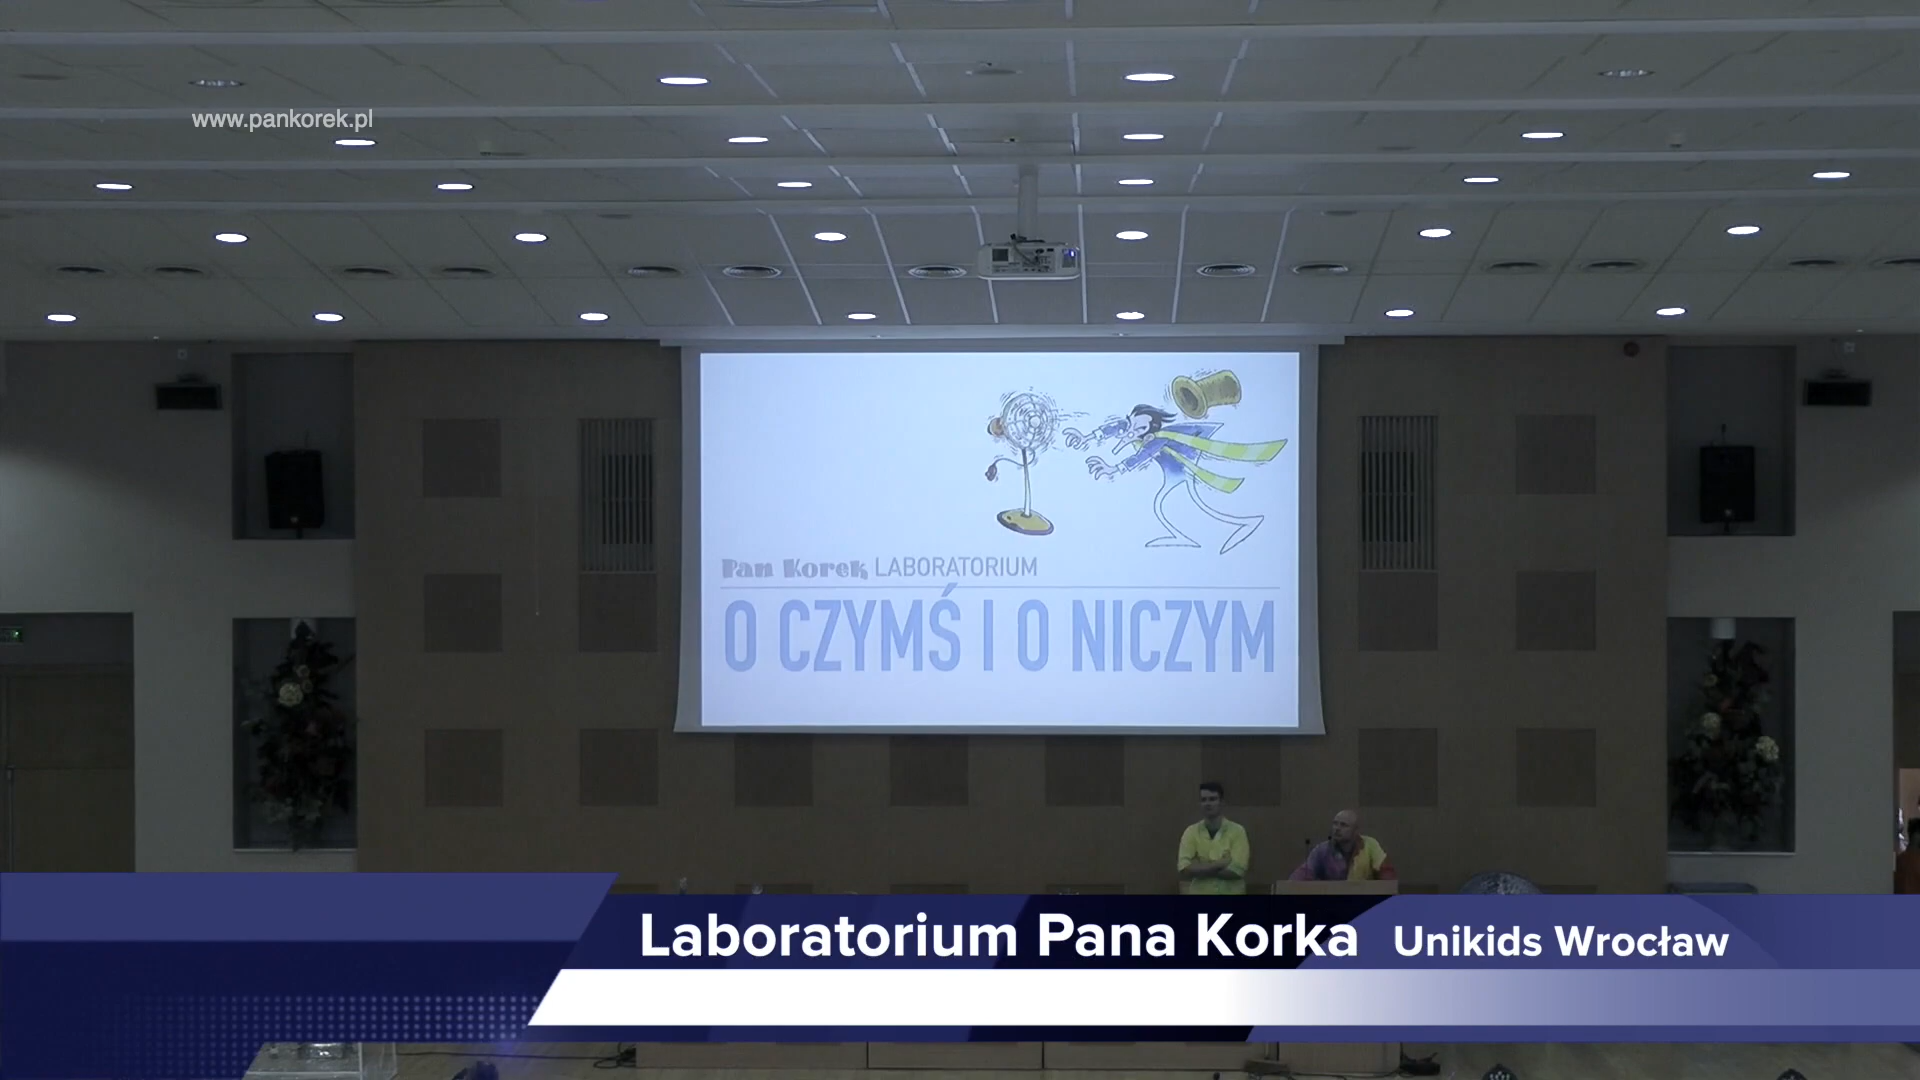 www.pankorek.pl
Pan Korek LABORATORIUM
O CZYMŚ I O NICZYM
Laboratorium Pana Korka Unikids Wrocław